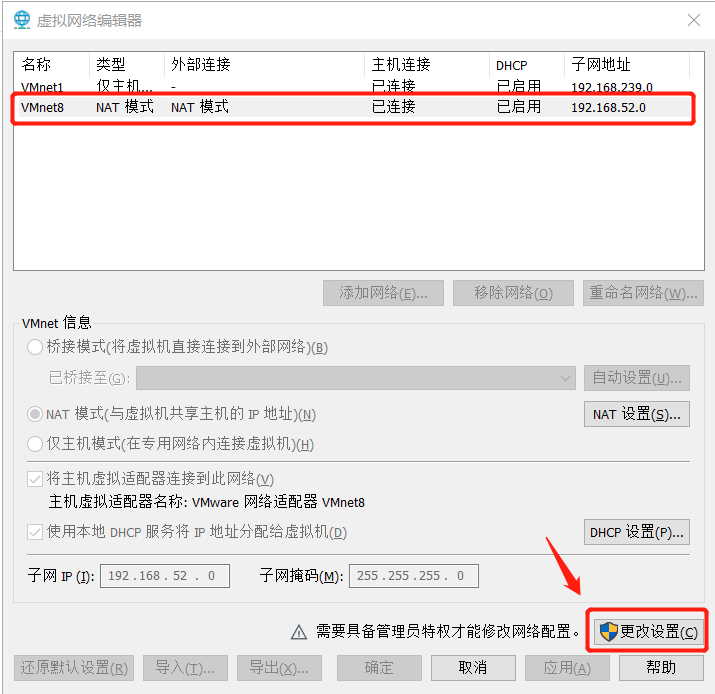 虚拟网络编辑器
名称 类型 外部连接 主机连接 DHCP 子网地址
VMnet1 仅主机... - 已连接 已启用 192.168.239.0
VMnet8 NAT 模式 NAT 模式 已连接 已启用 192.168.52.0
添加网络(E)... 移除网络(O) 重命名网络(W)...
VMnet 信息
桥接模式(将虚拟机直接连接到外部网络)(B)
已桥接至(G): 自动设置(U)...
NAT 模式(与虚拟机共享主机的 IP 地址)(N) NAT 设置(S)...
仅主机模式(在专用网络内连接虚拟机)(H)
将主机虚拟适配器连接到此网络(V)
主机虚拟适配器名称: VMware 网络适配器 VMnet8
使用本地 DHCP 服务将 IP 地址分配给虚拟机(D) DHCP 设置(P)...
子网 IP (I): 192 . 168 . 52 . 0 子网掩码(M): 255 . 255 . 255 . 0
需要具备管理员特权才能修改网络配置。 更改设置(C)
还原默认设置(R) 导入(T)... 导出(X)... 确定 取消 应用(A) 帮助